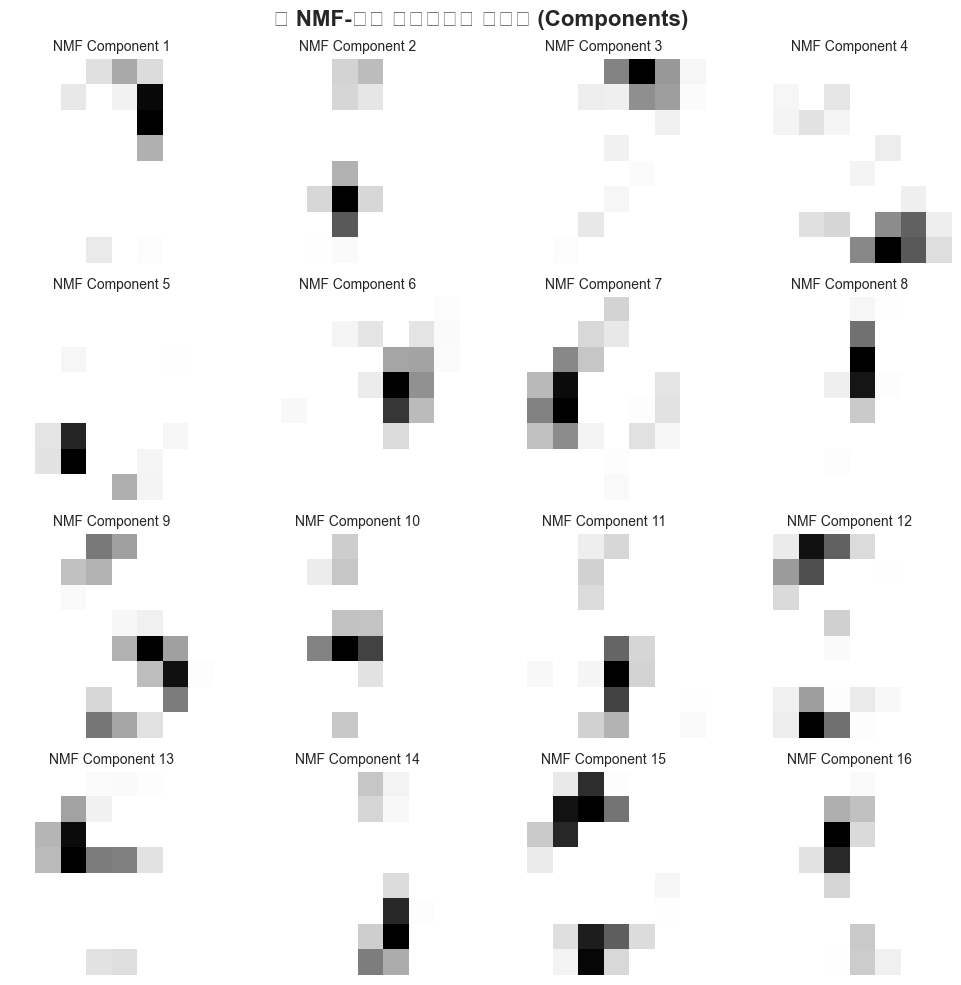 NMF- (Components)
NMF Component 1
NMF Component 2
NMF Component 3
NMF Component 4
NMF Component 5
NMF Component 6
NMF Component 7
NMF Component 8
NMF Component 9
NMF Component 10
NMF Component 11
NMF Component 12
NMF Component 13
NMF Component 14
NMF Component 15
NMF Component 16